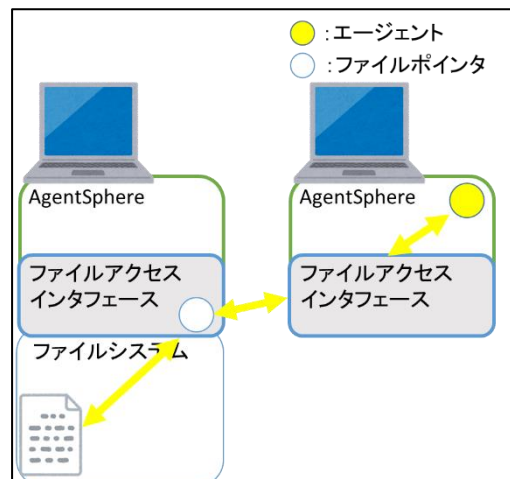 ：エージェント
：ファイルポインタ
AgentSphere
ファイルアクセス
インタフェース
ファイルシステム
AgentSphere
ファイルアクセス
インタフェース